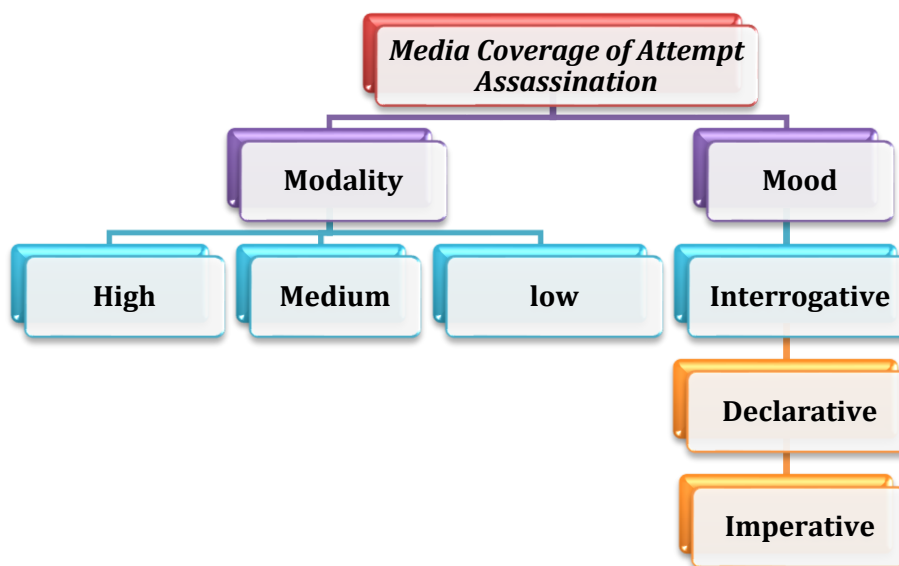 Media Coverage of Attempt
Assassination
Modality
Mood
High
Medium
low
Interrogative
Declarative
Imperative